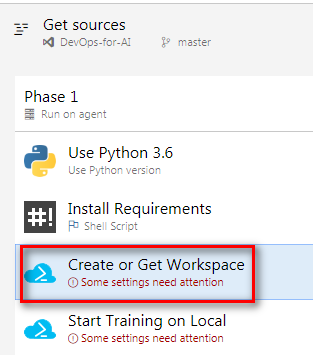 Get sources
DevOps-for-AI master
Phase 1
Run on agent
Use Python 3.6
Use Python version
#!
Install Requirements
Shell Script
Create or Get Workspace
Some settings need attention
Start Training on Local
Some settings need attention